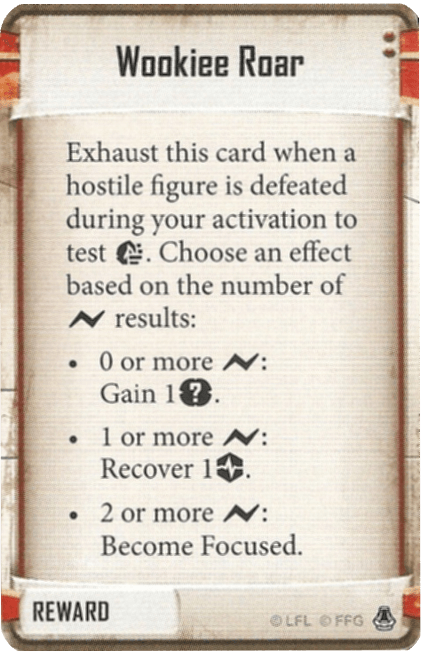 Wookiee Roar
Exhaust this card when a
hostile figure is defeated
during your activation to
test . Choose an effect
based on the number of
results:
• 0 or more :
Gain 1 ? .
• 1 or more :
Recover 1 .
• 2 or more :
Become Focused.
REWARD
© LFL © FFG